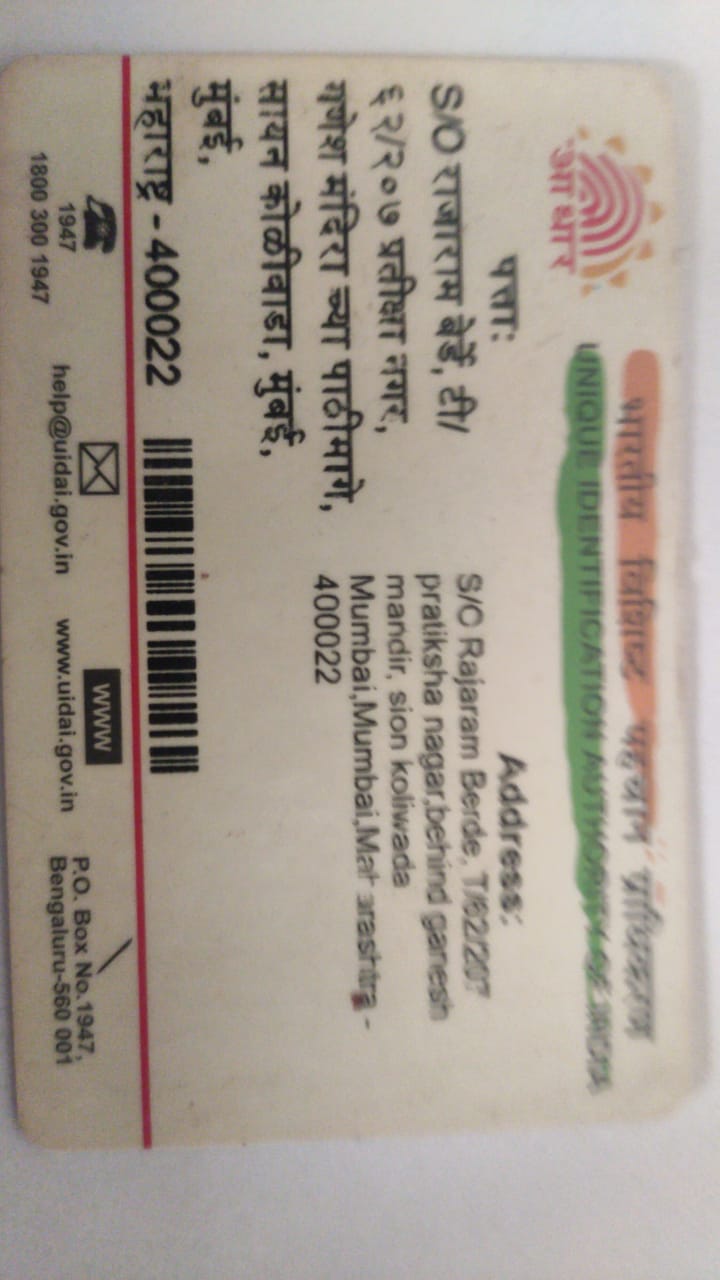 भारतीय विशिष्ट पहचान प्राधिकरण
UNIQUE IDENTIFICATION AUTHORITY OF INDIA
आधार
पत्ता:
S/O राजाराम बेर्डे, टी/
६२/२०७ प्रतीक्षा नगर,
गणेश मंदिरा च्या पाठीमागे,
सायन कोळीवाडा, मुंबई,
मुंबई,
महाराष्ट्र - 400022
Address:
S/O Rajaram Berde, T/62/207
pratiksha nagar,behind ganesh
mandir, sion koliwada
Mumbai,Mumbai,Maharashtra -
400022
1947
1800 300 1947
help@uidai.gov.in
WWW
www.uidai.gov.in
P.O. Box No.1947,
Bengaluru-560 001